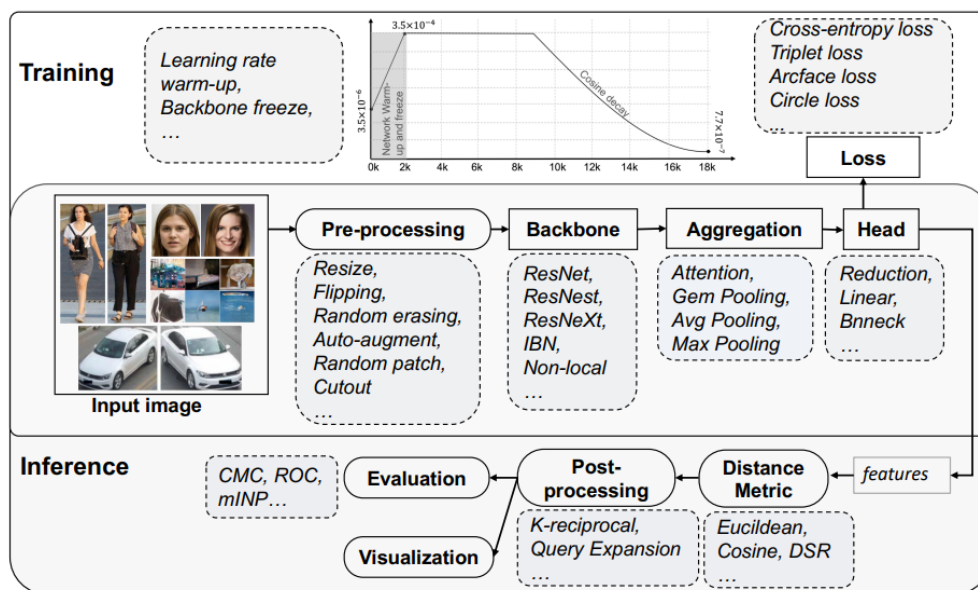 Training
Learning rate
warm-up,
Backbone freeze,
…
3.5×10⁻⁴
3.5×10⁻⁶
Network Warm-
up and freeze
Cosine decay
7.7×10⁻⁷
0k 2k 4k 6k 8k 10k 12k 14k 16k 18k
Cross-entropy loss
Triplet loss
Arcface loss
Circle loss
...
Loss
Input image
Pre-processing
Resize,
Flipping,
Random erasing,
Auto-augment,
Random patch,
Cutout
…
Backbone
ResNet,
ResNest,
ResNeXt,
IBN,
Non-local
…
Aggregation
Attention,
Gem Pooling,
Avg Pooling,
Max Pooling
Head
Reduction,
Linear,
Bnneck
…
Inference
CMC, ROC,
mINP…
Evaluation
Visualization
Post-
processing
K-reciprocal,
Query Expansion
…
Distance
Metric
Eucildean,
Cosine, DSR
…
features